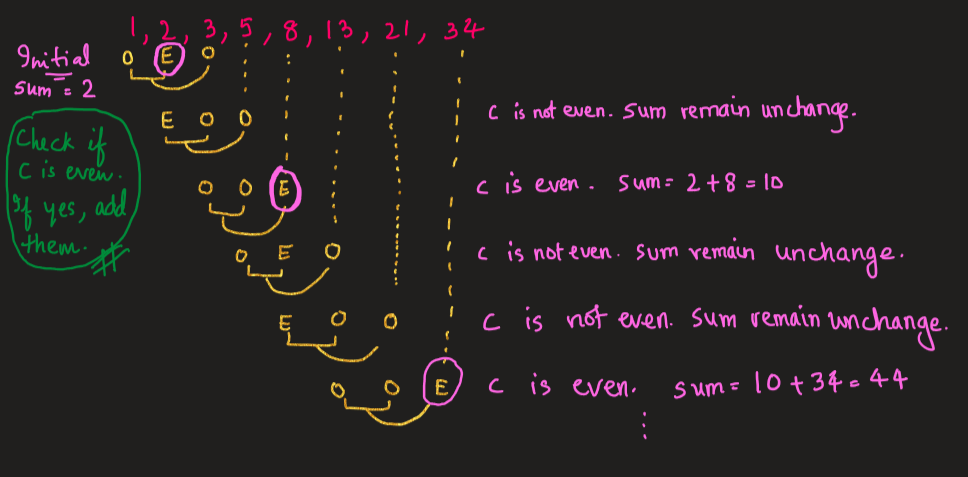 1, 2, 3, 5, 8, 13, 21, 34
Initial
sum = 2
O E O
E O O
C is not even. Sum remain unchange.
Check if
C is even.
If yes, add
them.
O O E
C is even. Sum = 2+8 = 10
O E O
C is not even. Sum remain unchange.
E O O
C is not even. Sum remain unchange.
O O E
C is even. sum = 10 + 34 = 44